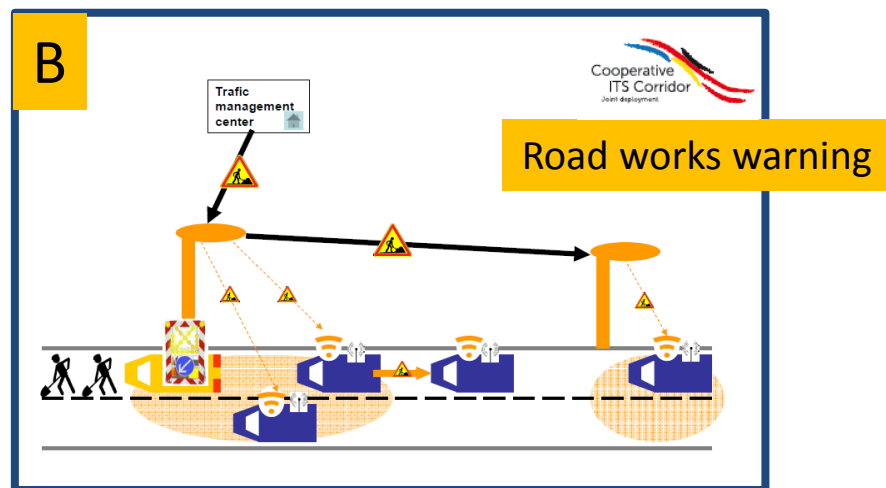 B
Cooperative
ITS Corridor
Joint deployment
Trafic
management
center
Road works warning